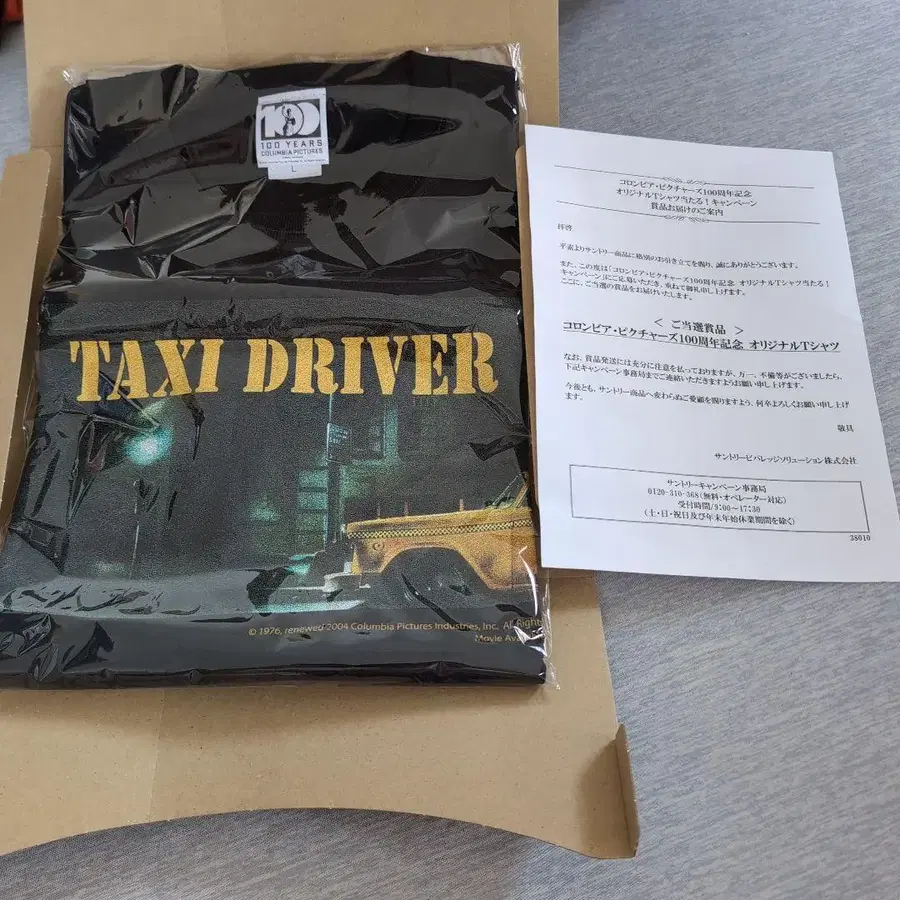 100
100 YEARS
COLUMBIA PICTURES
L
TAXI DRIVER
© 1976, renewed 2004 Columbia Pictures Industries, Inc. All Rights
Movie Ava
コロンビア・ピクチャーズ100周年記念
オリジナルTシャツ当たる！キャンペーン
賞品お届けのご案内
拝啓
平素よりサントリー商品に格別のお引き立てを賜り、誠にありがとうございます。
また、この度は「コロンビア・ピクチャーズ100周年記念 オリジナルTシャツ当たる！
キャンペーン」にご応募いただき、重ねて御礼申し上げます。
ここに、ご当選の賞品をお届けいたします。
＜ ご当選賞品 ＞
コロンビア・ピクチャーズ100周年記念 オリジナルTシャツ
なお、賞品発送には充分に注意を払っておりますが、万一、不備等がございましたら、
下記キャンペーン事務局までご連絡いただきますようお願い申し上げます。
今後とも、サントリー商品へ変わらぬご愛顧を賜りますよう、何卒よろしくお願い申し上げ
ます。
敬具
サントリービバレッジソリューション株式会社
サントリーキャンペーン事務局
0120-310-368（無料・オペレーター対応）
受付時間/9:00～17:30
（土・日・祝日及び年末年始休業期間を除く）
38010